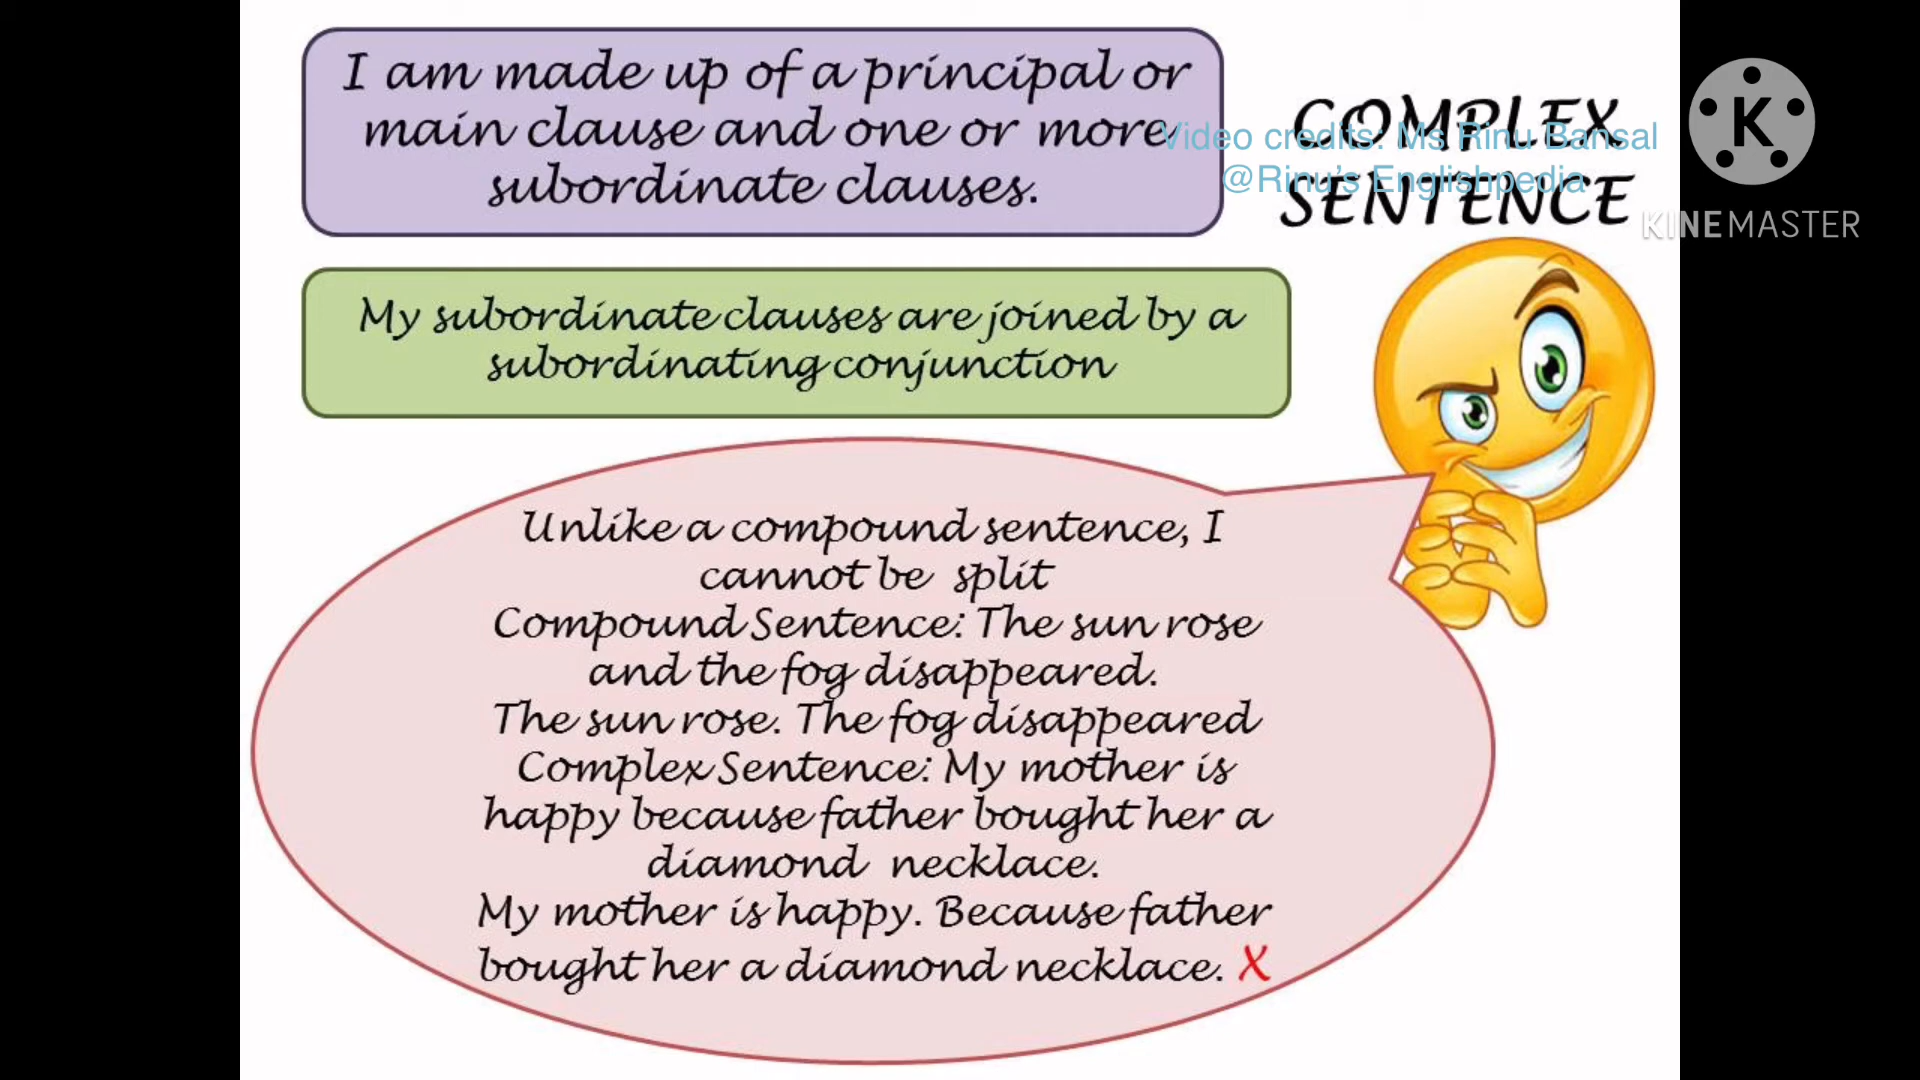 I am made up of a principal or
main clause and one or more
subordinate clauses.
COMPLEX
SENTENCE
Video credits: Ms Rinu Bansal
@Rinu's Englishpedia
K
KINEMASTER
My subordinate clauses are joined by a
subordinating conjunction
Unlike a compound sentence, I
cannot be split
Compound Sentence: The sun rose
and the fog disappeared.
The sun rose. The fog disappeared
Complex Sentence: My mother is
happy because father bought her a
diamond necklace.
My mother is happy. Because father
bought her a diamond necklace. X